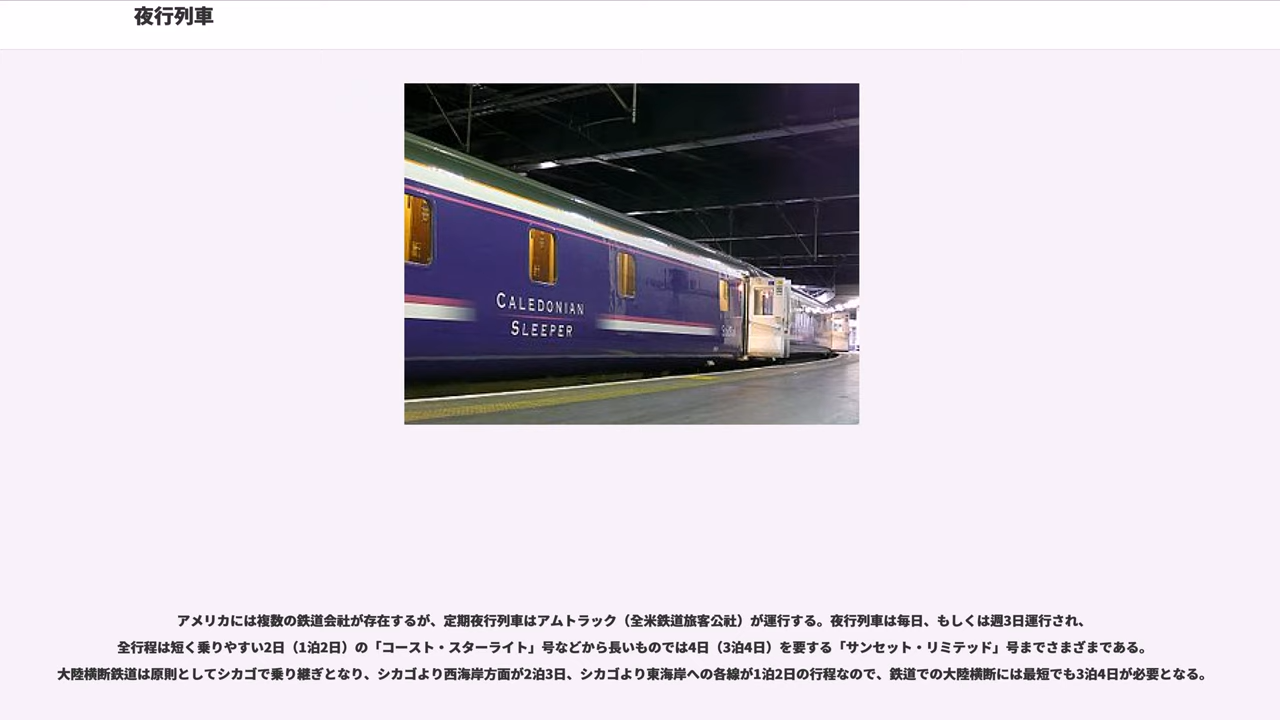 夜行列車
CALEDONIAN
SLEEPER
アメリカには複数の鉄道会社が存在するが、定期夜行列車はアムトラック（全米鉄道旅客公社）が運行する。夜行列車は毎日、もしくは週3日運行され、
全行程は短く乗りやすい2日（1泊2日）の「コースト・スターライト」号などから長いものでは4日（3泊4日）を要する「サンセット・リミテッド」号までさまざまである。
大陸横断鉄道は原則としてシカゴで乗り継ぎとなり、シカゴより西海岸方面が2泊3日、シカゴより東海岸への各線が1泊2日の行程なので、鉄道での大陸横断には最短でも3泊4日が必要となる。